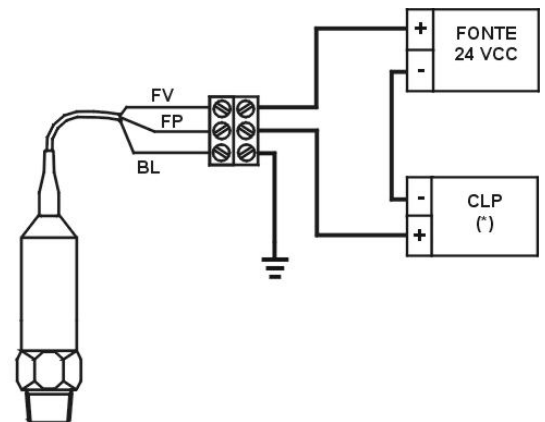 FV
FP
BL
+
FONTE
24 VCC
-
-
CLP
(*)
+